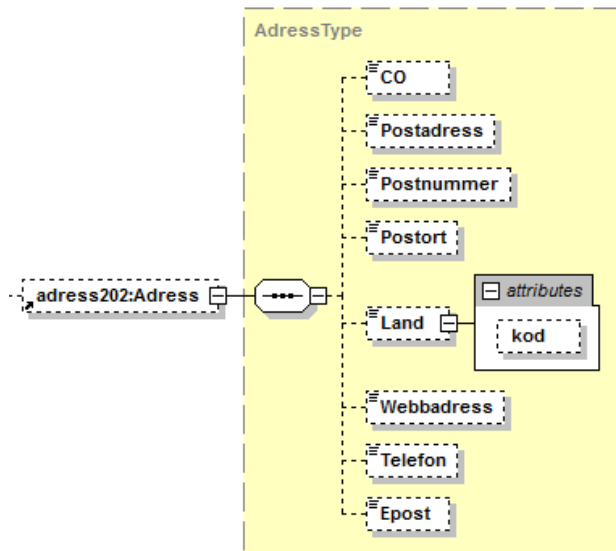 AdressType
CO
Postadress
Postnummer
Postort
adress202:Adress
Land
attributes
kod
Webbadress
Telefon
Epost